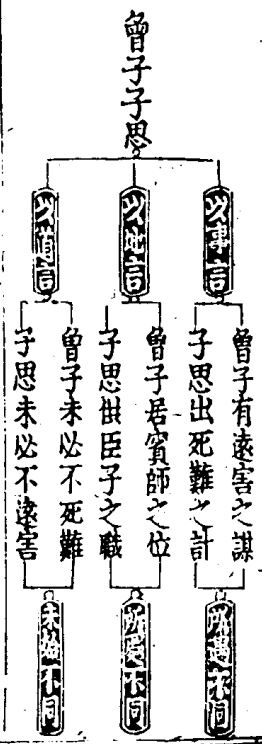 曾子子思
以事言
曾子有遠害之謀
子思出死難之計
所遇不同
以地言
曾子居賓師之位
子思供臣子之職
所處不同
以道言
曾子未必不死難
子思未必不遠害
未始不同